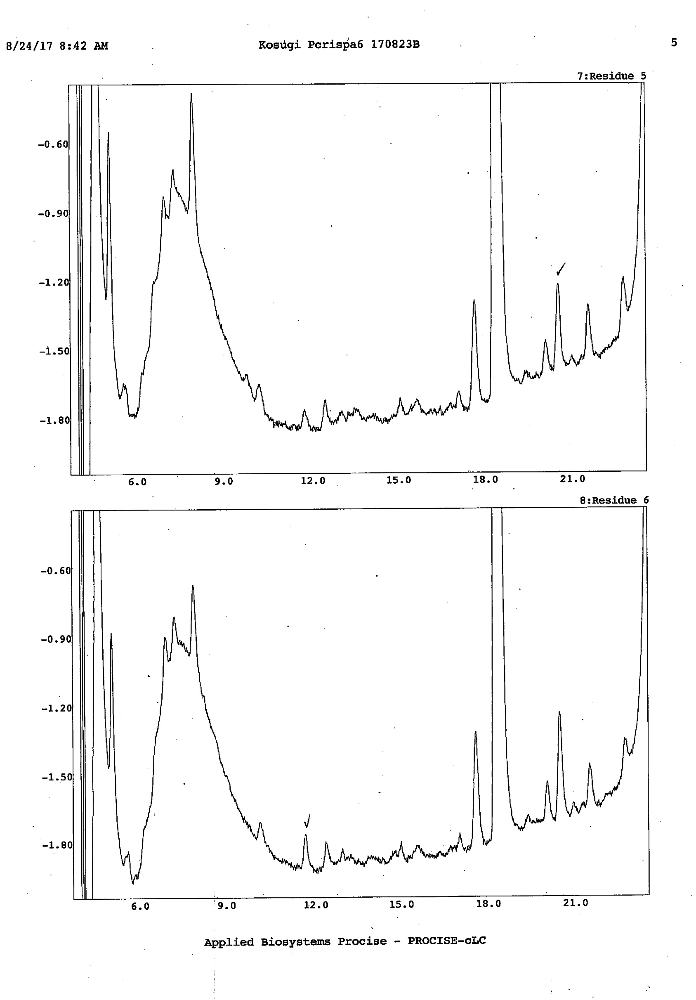 8/24/17 8:42 AM Kosugi Pcrispa6 170823B 5
7:Residue 5
-0.60
-0.90
-1.20
-1.50
-1.80
6.0 9.0 12.0 15.0 18.0 21.0
8:Residue 6
-0.60
-0.90
-1.20
-1.50
-1.80
6.0 9.0 12.0 15.0 18.0 21.0
Applied Biosystems Procise - PROCISE-cLC